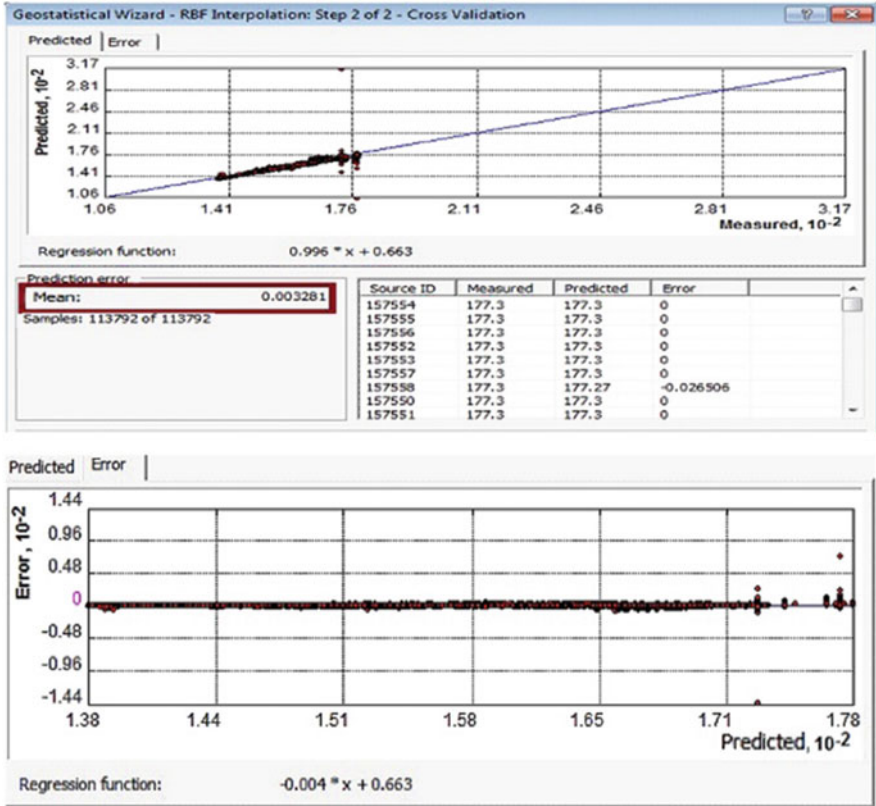 Geostatistical Wizard - RBF Interpolation: Step 2 of 2 - Cross Validation
Predicted Error
3.17
2.81
2.46
2.11
1.76
1.41
1.06
Predicted, 10-2
1.06 1.41 1.76 2.11 2.46 2.81 3.17
Measured, 10-2
Regression function: 0.996 * x + 0.663
Prediction error
Mean: 0.003281
Samples: 113792 of 113792
Source ID Measured Predicted Error
157554 177.3 177.3 0
157555 177.3 177.3 0
157556 177.3 177.3 0
157552 177.3 177.3 0
157553 177.3 177.3 0
157557 177.3 177.3 0
157558 177.3 177.27 -0.026506
157550 177.3 177.3 0
157551 177.3 177.3 0
Predicted Error
1.44
0.96
0.48
0
-0.48
-0.96
-1.44
Error, 10-2
1.38 1.44 1.51 1.58 1.65 1.71 1.78
Predicted, 10-2
Regression function: -0.004 * x + 0.663